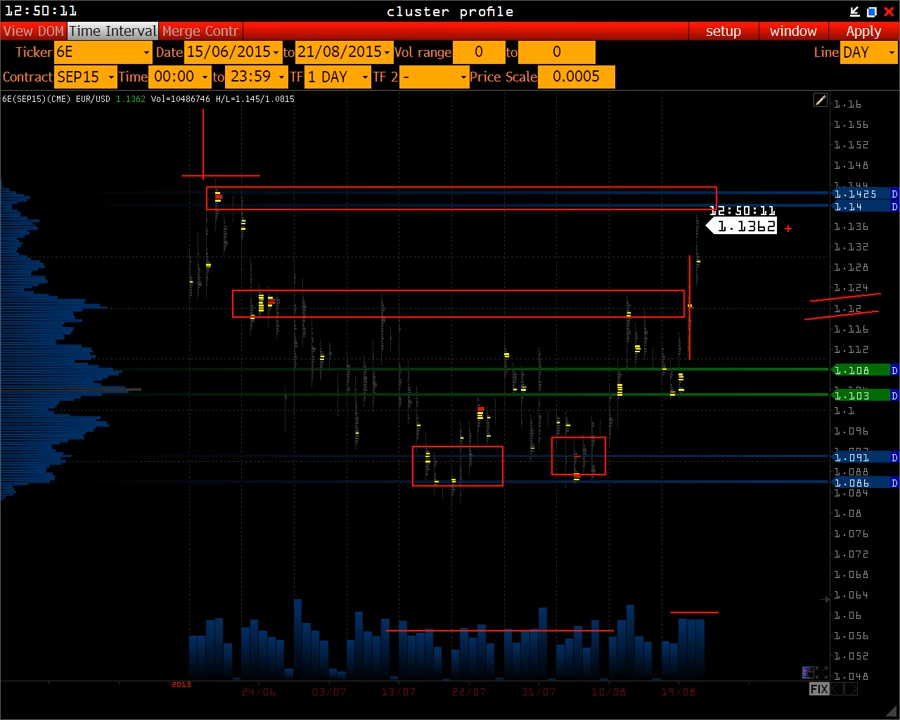 12:50:11 cluster profile
View DOM Time Interval Merge Contr setup window Apply
Ticker 6E Date 15/06/2015 to 21/08/2015 Vol range 0 to 0 Line DAY
Contract SEP15 Time 00:00 to 23:59 TF 1 DAY TF 2 - Price Scale 0.0005
6E(SEP15)(CME) EUR/USD 1.1362 Vol=10486746 H/L=1.145/1.0815
1.16
1.156
1.152
1.148
1.1425 D
1.14 D
12:50:11
1.1362
1.136
1.132
1.128
1.124
1.12
1.116
1.112
1.108 D
1.103 D
1.1
1.096
1.091 D
1.088
1.086 D
1.084
1.08
1.076
1.072
1.068
1.064
1.06
1.056
1.052
1.048
2015 24/06 03/07 13/07 22/07 31/07 10/08 19/08
FIX